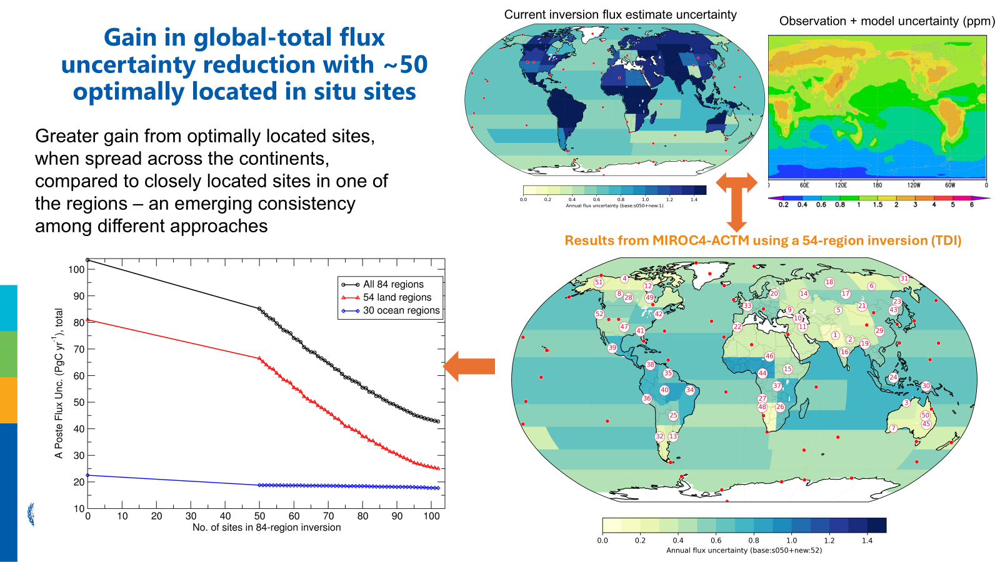 Gain in global-total flux
uncertainty reduction with ~50
optimally located in situ sites
Greater gain from optimally located sites,
when spread across the continents,
compared to closely located sites in one of
the regions – an emerging consistency
among different approaches
Current inversion flux estimate uncertainty
0.0 0.2 0.4 0.6 0.8 1.0 1.2 1.4
Annual flux uncertainty (base:s050+new:1)
Observation + model uncertainty (ppm)
0 60E 120E 180 120W 60W 0
0.2 0.4 0.6 0.8 1 1.5 2 3 4 5 6
Results from MIROC4-ACTM using a 54-region inversion (TDI)
51 4 12 18 31
6
8 28 49 20 14 17
33 21 23
52 42 9 5 43
10
47 41 22 11 29
1 2
39 19
16
38 46
35 44 15 24
40 34 37 30
36 27 3
48 26
25 50
45
7
32 13
0.0 0.2 0.4 0.6 0.8 1.0 1.2 1.4
Annual flux uncertainty (base:s050+new:52)
A Poste Flux Unc. (PgC yr-1), total
100
90
80
70
60
50
40
30
20
10
All 84 regions
54 land regions
30 ocean regions
0 10 20 30 40 50 60 70 80 90 100
No. of sites in 84-region inversion